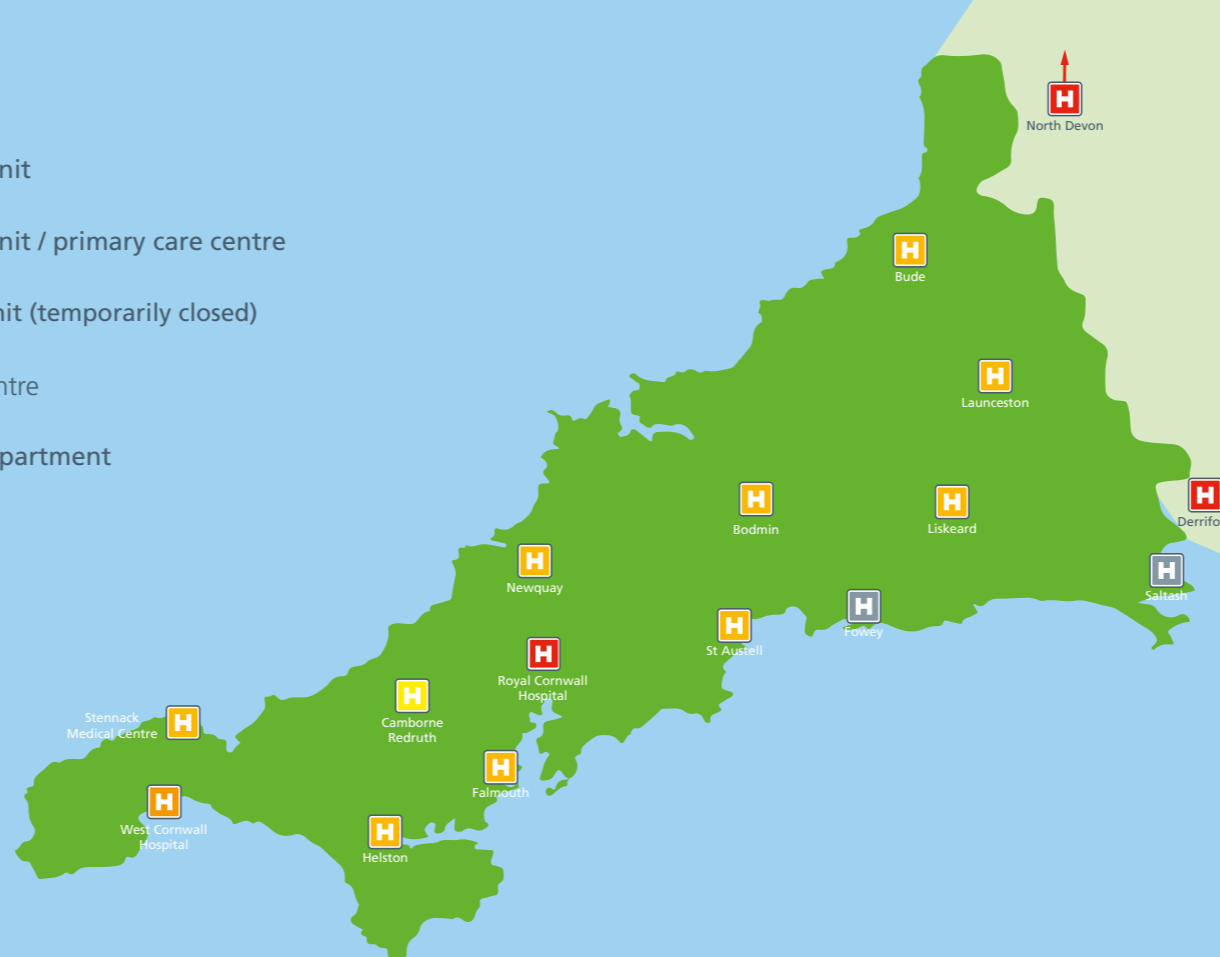 nit
nit / primary care centre
nit (temporarily closed)
ntre
partment
H
North Devon
H
Bude
H
Launceston
H
Bodmin
H
Liskeard
H
Derrifo
H
Newquay
H
Saltash
H
Fowey
H
St Austell
H
Royal Cornwall
Hospital
H
Camborne
Redruth
Stennack
Medical Centre
H
H
Falmouth
H
West Cornwall
Hospital
H
Helston